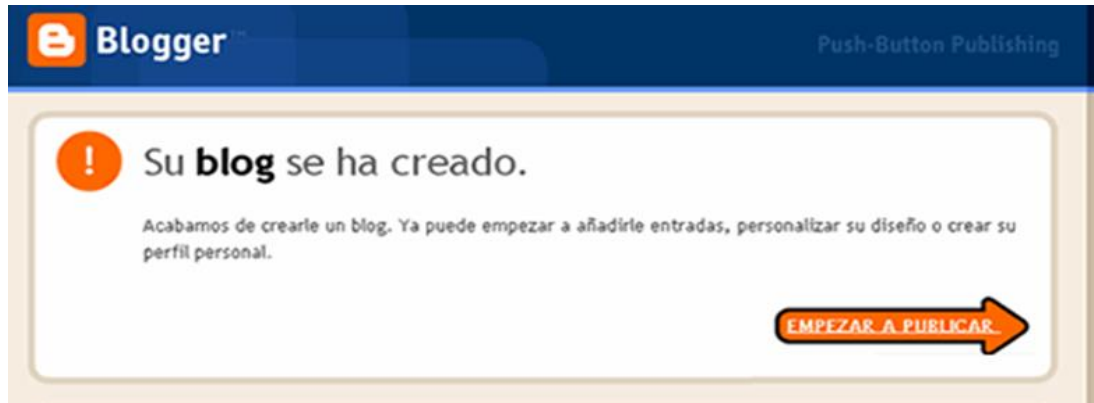 Blogger™
Push-Button Publishing
Su blog se ha creado.
Acabamos de crearle un blog. Ya puede empezar a añadirle entradas, personalizar su diseño o crear su
perfil personal.
EMPEZAR A PUBLICAR